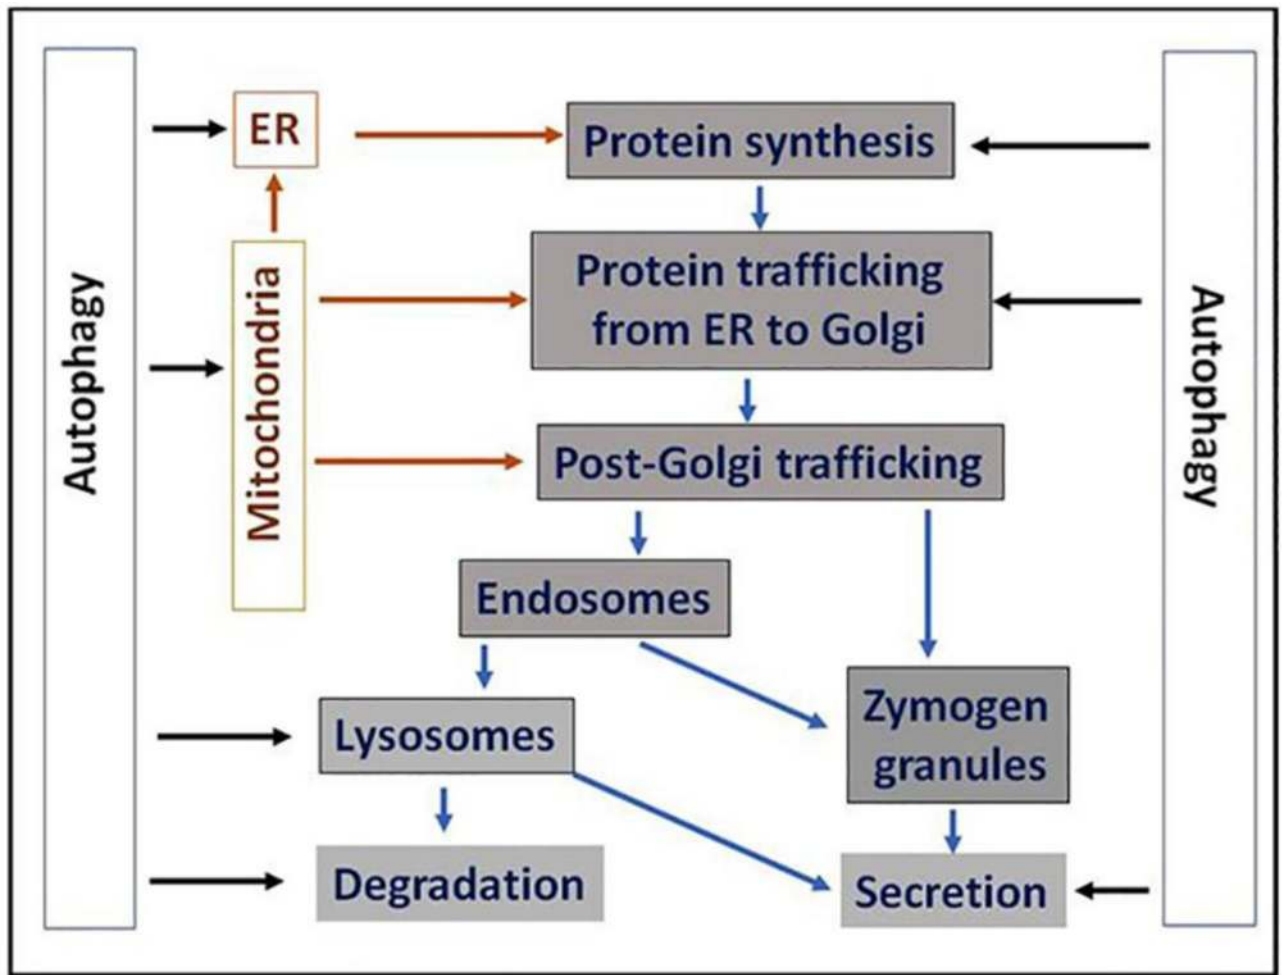 Autophagy
ER
Mitochondria
Protein synthesis
Protein trafficking
from ER to Golgi
Post-Golgi trafficking
Endosomes
Lysosomes
Zymogen
granules
Degradation
Secretion
Autophagy